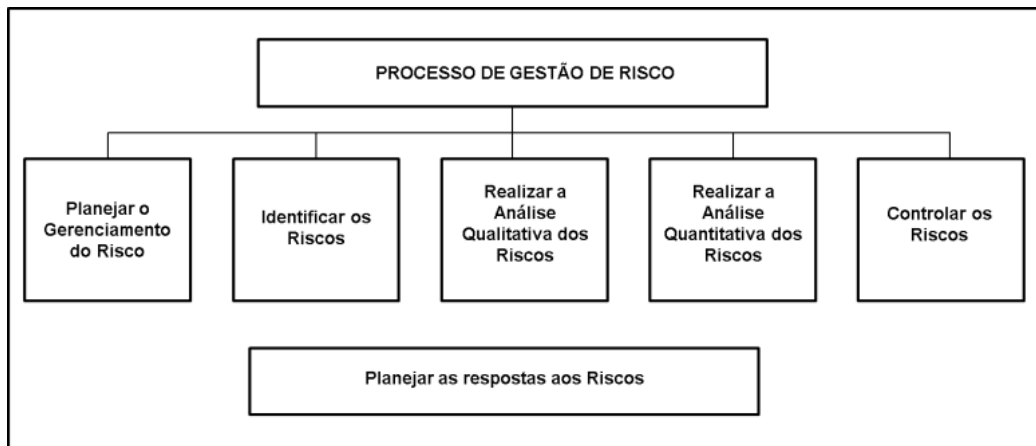 PROCESSO DE GESTÃO DE RISCO
Planejar o
Gerenciamento
do Risco
Identificar os
Riscos
Realizar a
Análise
Qualitativa dos
Riscos
Realizar a
Análise
Quantitativa dos
Riscos
Controlar os
Riscos
Planejar as respostas aos Riscos